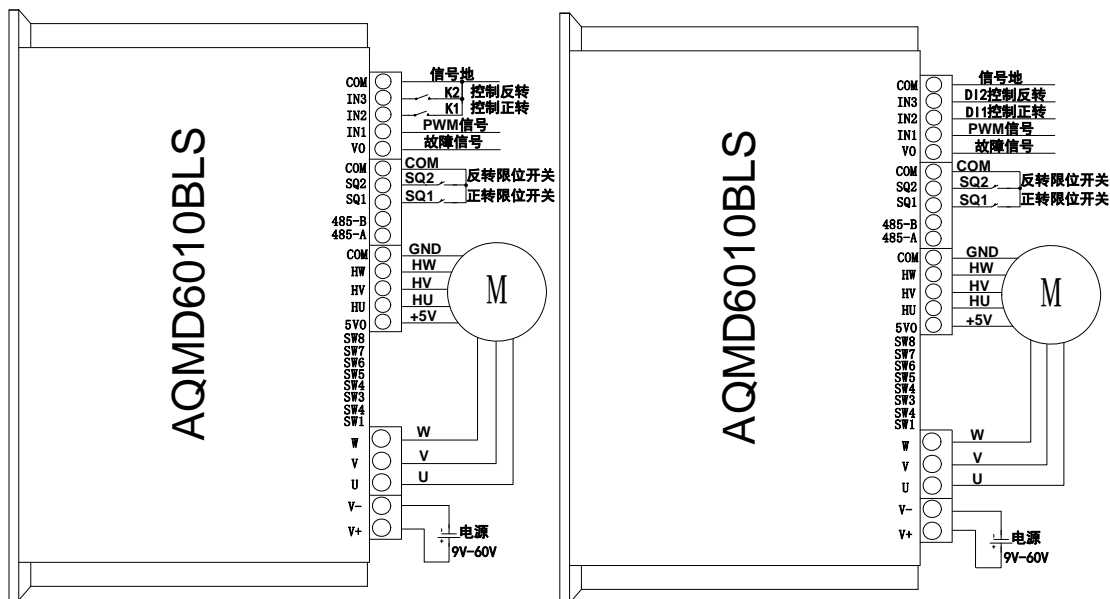 AQMD6010BLS
COM 信号地
IN3 K2 控制反转
IN2 K1 控制正转
IN1 PWM信号
VO 故障信号
COM COM
SQ2 SQ2 反转限位开关
SQ1 SQ1 正转限位开关
485-B
485-A
COM GND
HW HW
HV HV
HU HU
5VO +5V
M
SW8
SW7
SW6
SW5
SW4
SW3
SW4
SW1
W W
V V
U U
V-
V+ 电源
9V-60V
AQMD6010BLS
COM 信号地
IN3 DI2控制反转
IN2 DI1控制正转
IN1 PWM信号
VO 故障信号
COM COM
SQ2 SQ2 反转限位开关
SQ1 SQ1 正转限位开关
485-B
485-A
COM GND
HW HW
HV HV
HU HU
5VO +5V
M
SW8
SW7
SW6
SW5
SW4
SW3
SW4
SW1
W W
V V
U U
V-
V+ 电源
9V-60V